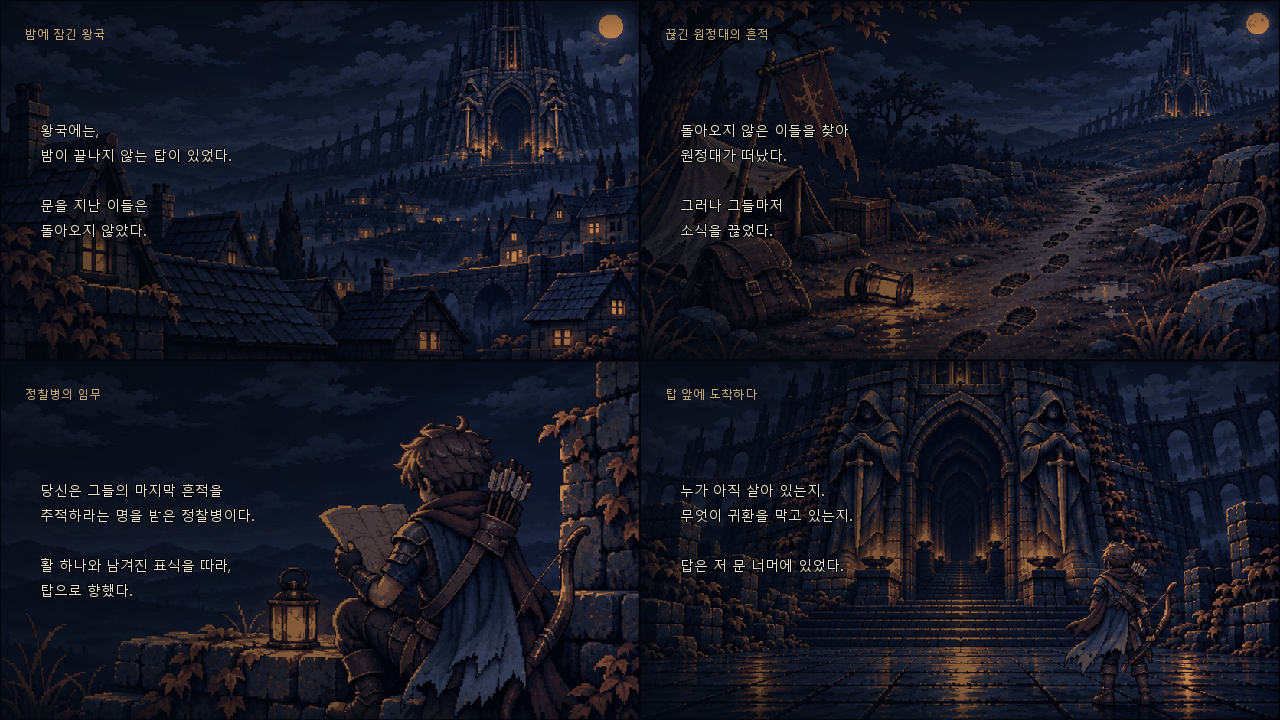 밤에 잠긴 왕국
왕국에는,
밤이 끝나지 않는 탑이 있었다.
문을 지난 이들은
돌아오지 않았다.
끊긴 원정대의 흔적
돌아오지 않은 이들을 찾아
원정대가 떠났다.
그러나 그들마저
소식을 끊었다.
정찰병의 임무
당신은 그들의 마지막 흔적을
추적하라는 명을 받은 정찰병이다.
활 하나와 남겨진 표식을 따라,
탑으로 향했다.
탑 앞에 도착하다
누가 아직 살아 있는지.
무엇이 귀환을 막고 있는지.
답은 저 문 너머에 있었다.